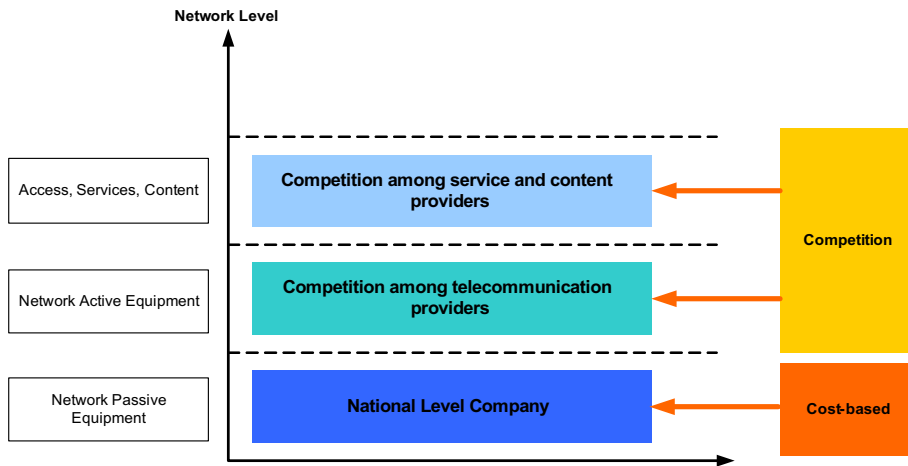 Network Level
Access, Services, Content
Competition among service and content
providers
Competition
Network Active Equipment
Competition among telecommunication
providers
Network Passive
Equipment
National Level Company
Cost-based